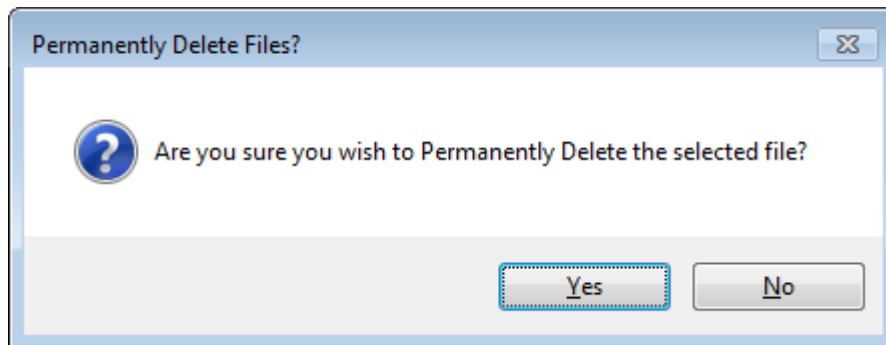 Permanently Delete Files?
Are you sure you wish to Permanently Delete the selected file?
Yes
No